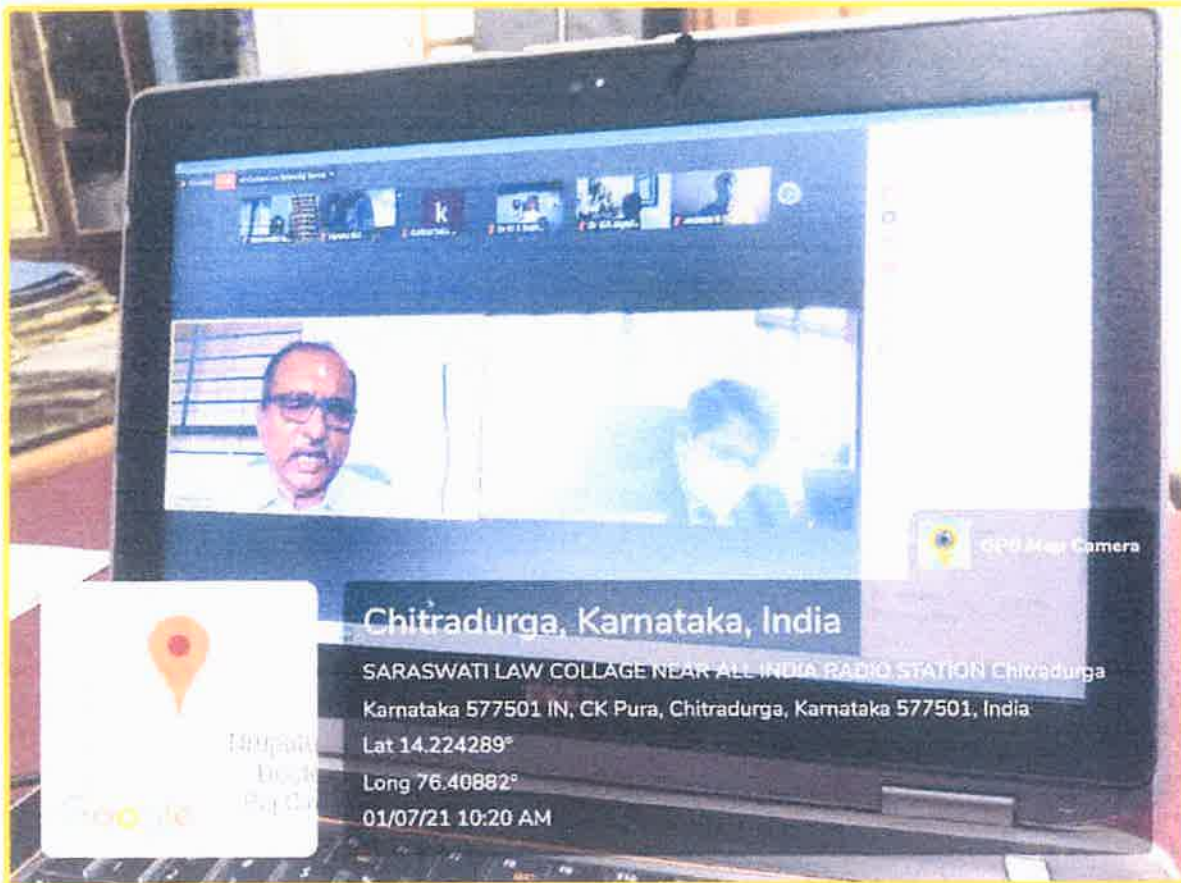 k
GPS Map Camera
Chitradurga, Karnataka, India
SARASWATI LAW COLLAGE NEAR ALL INDIA RADIO STATION Chitradurga
Karnataka 577501 IN, CK Pura, Chitradurga, Karnataka 577501, India
Lat 14.224289°
Long 76.40882°
01/07/21 10:20 AM
Google